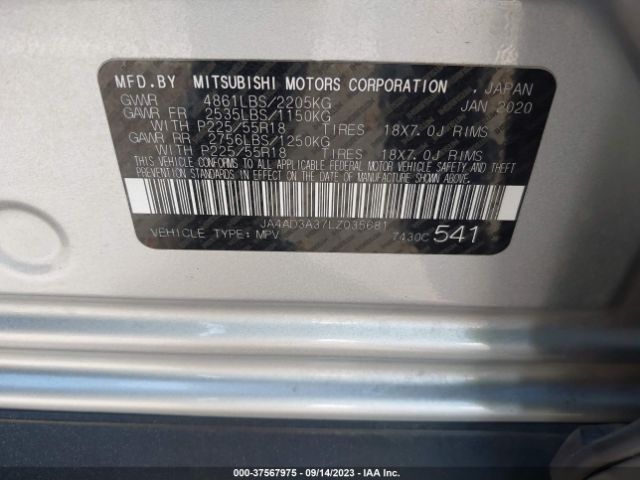 MFD.BY MITSUBISHI MOTORS CORPORATION , JAPAN
GVWR 4861LBS/2205KG JAN 2020
GAWR FR 2535LBS/1150KG
WITH P225/55R18 TIRES 18X7.0J RIMS
GAWR RR 2756LBS/1250KG
WITH P225/55R18 TIRES 18X7.0J RIMS
THIS VEHICLE CONFORMS TO ALL APPLICABLE FEDERAL MOTOR VEHICLE SAFETY AND THEFT
PREVENTION STANDARDS IN EFFECT ON THE DATE OF MANUFACTURE SHOWN ABOVE.
JA4AD3A37LZ035681
VEHICLE TYPE: MPV 7430C 541
000-37567975 - 09/14/2023 - IAA Inc.